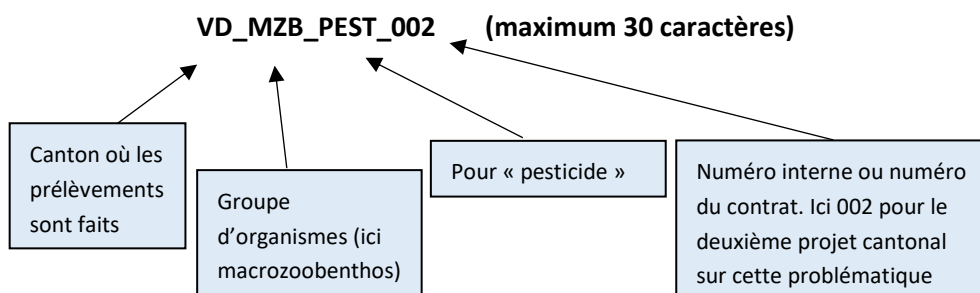 VD_MZB_PEST_002 (maximum 30 caractères)
Canton où les
prélèvements
sont faits
Groupe
d’organismes (ici
macrozoobenthos)
Pour « pesticide »
Numéro interne ou numéro
du contrat. Ici 002 pour le
deuxième projet cantonal
sur cette problématique